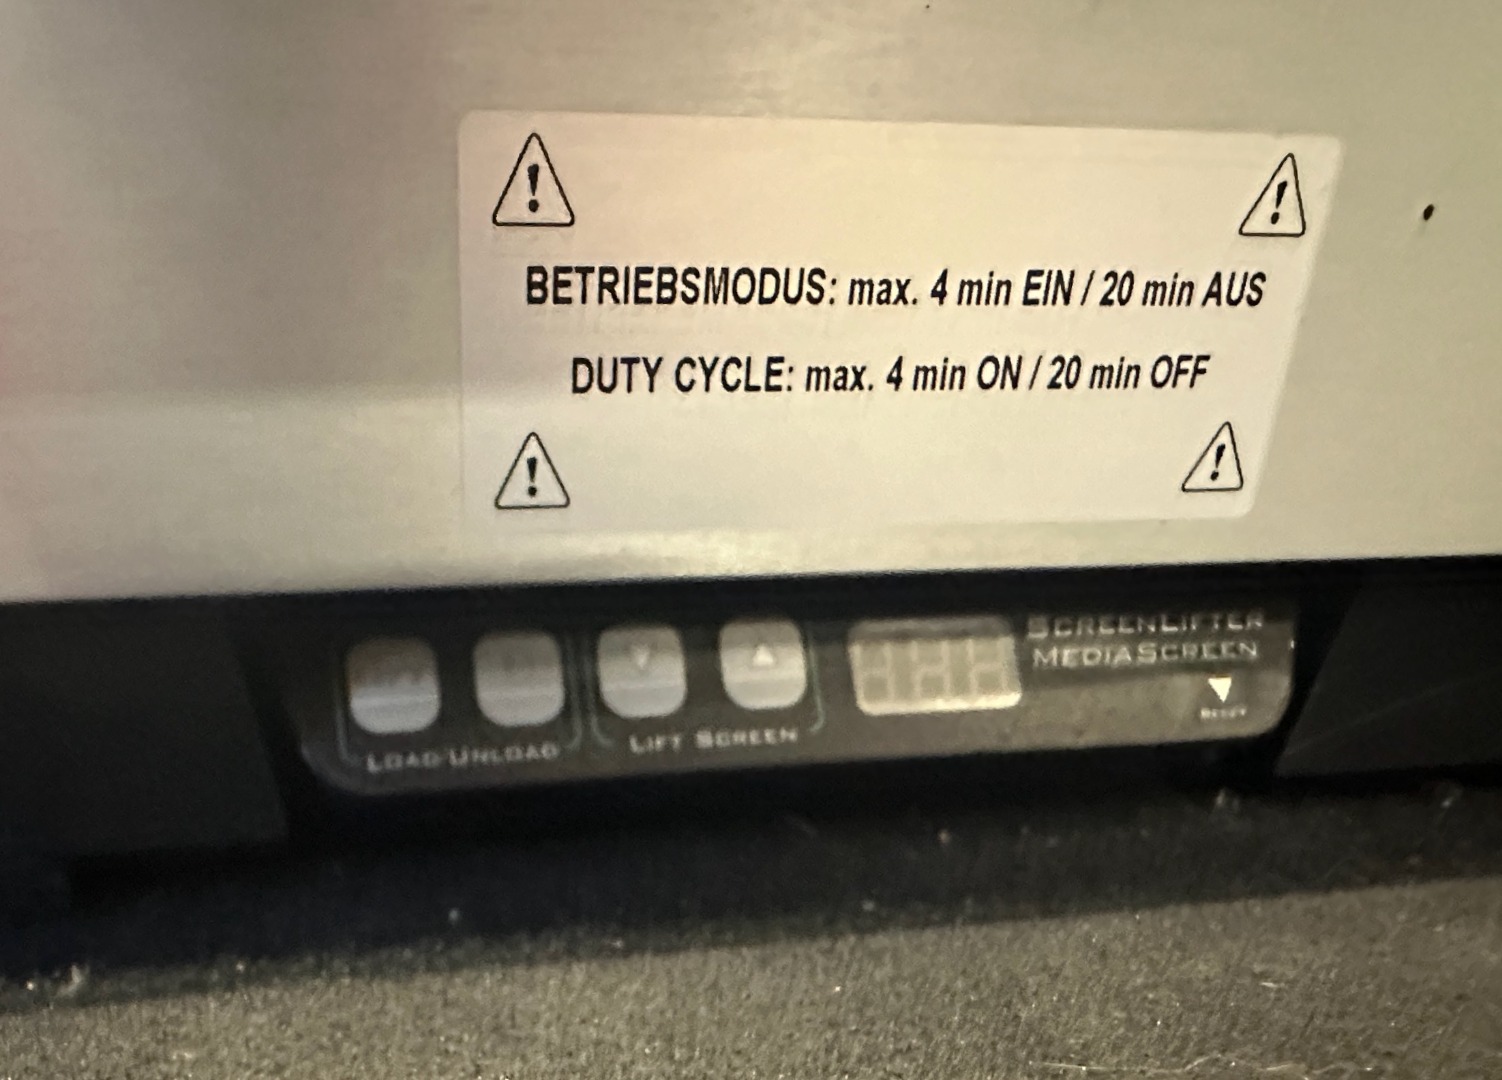 BETRIEBSMODUS: max. 4 min EIN / 20 min AUS
DUTY CYCLE: max. 4 min ON / 20 min OFF
SCREENLIFTER
MEDIASCREEN
RESET
LOAD UNLOAD
LIFT SCREEN